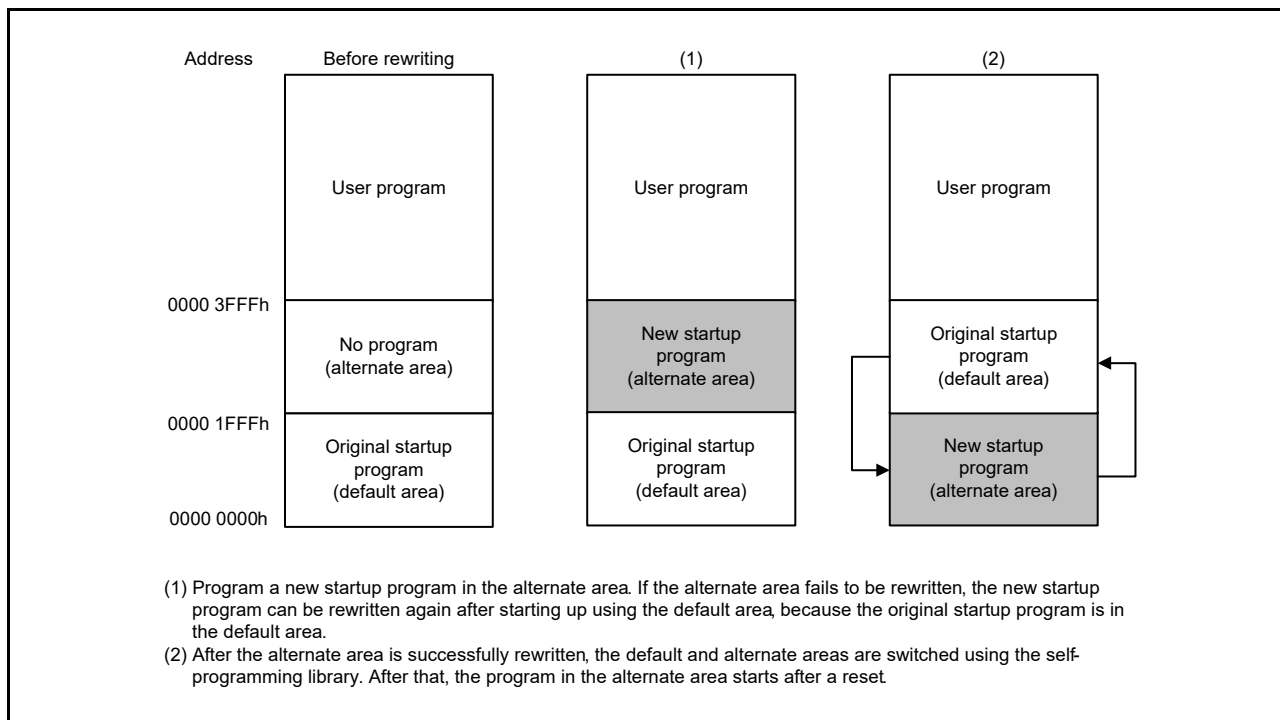 Address
Before rewriting
(1)
(2)
User program
User program
User program
0000 3FFFh
No program
(alternate area)
New startup
program
(alternate area)
Original startup
program
(default area)
0000 1FFFh
Original startup
program
(default area)
Original startup
program
(default area)
New startup
program
(alternate area)
0000 0000h
(1) Program a new startup program in the alternate area. If the alternate area fails to be rewritten, the new startup
program can be rewritten again after starting up using the default area, because the original startup program is in
the default area.
(2) After the alternate area is successfully rewritten, the default and alternate areas are switched using the self-
programming library. After that, the program in the alternate area starts after a reset.